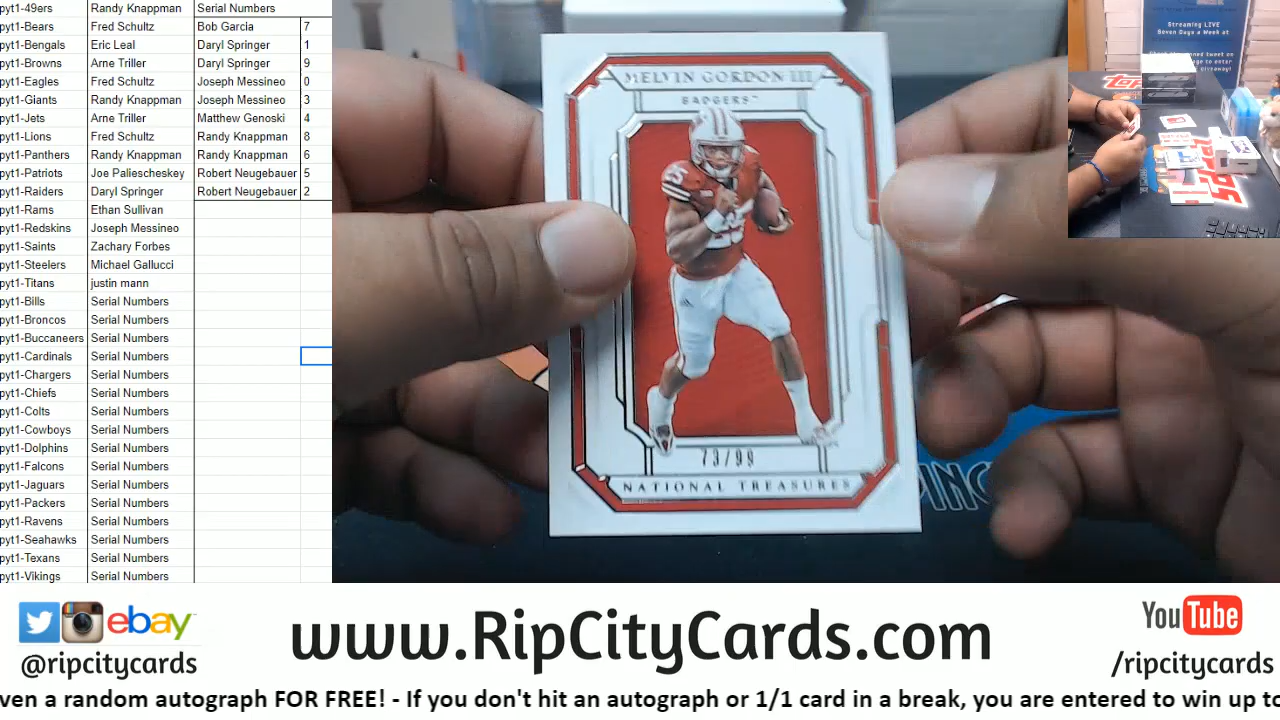 pyt1-49ers Randy Knappman Serial Numbers
pyt1-Bears Fred Schultz Bob Garcia 7
pyt1-Bengals Eric Leal Daryl Springer 1
pyt1-Browns Arne Triller Daryl Springer 9
pyt1-Eagles Fred Schultz Joseph Messineo 0
pyt1-Giants Randy Knappman Joseph Messineo 3
pyt1-Jets Arne Triller Matthew Genoski 4
pyt1-Lions Fred Schultz Randy Knappman 8
pyt1-Panthers Randy Knappman Randy Knappman 6
pyt1-Patriots Joe Paliescheskey Robert Neugebauer 5
pyt1-Raiders Daryl Springer Robert Neugebauer 2
pyt1-Rams Ethan Sullivan
pyt1-Redskins Joseph Messineo
pyt1-Saints Zachary Forbes
pyt1-Steelers Michael Gallucci
pyt1-Titans justin mann
pyt1-Bills Serial Numbers
pyt1-Broncos Serial Numbers
pyt1-Buccaneers Serial Numbers
pyt1-Cardinals Serial Numbers
pyt1-Chargers Serial Numbers
pyt1-Chiefs Serial Numbers
pyt1-Colts Serial Numbers
pyt1-Cowboys Serial Numbers
pyt1-Dolphins Serial Numbers
pyt1-Falcons Serial Numbers
pyt1-Jaguars Serial Numbers
pyt1-Packers Serial Numbers
pyt1-Ravens Serial Numbers
pyt1-Seahawks Serial Numbers
pyt1-Texans Serial Numbers
pyt1-Vikings Serial Numbers
MELVIN GORDON III
BADGERS
25
73/99
NATIONAL TREASURES
PING
Streaming LIVE
Seven Days a Week at
TOPPS
ebay
@ripcitycards
www.RipCityCards.com
YouTube
/ripcitycards
ven a random autograph FOR FREE! - If you don't hit an autograph or 1/1 card in a break, you are entered to win up to